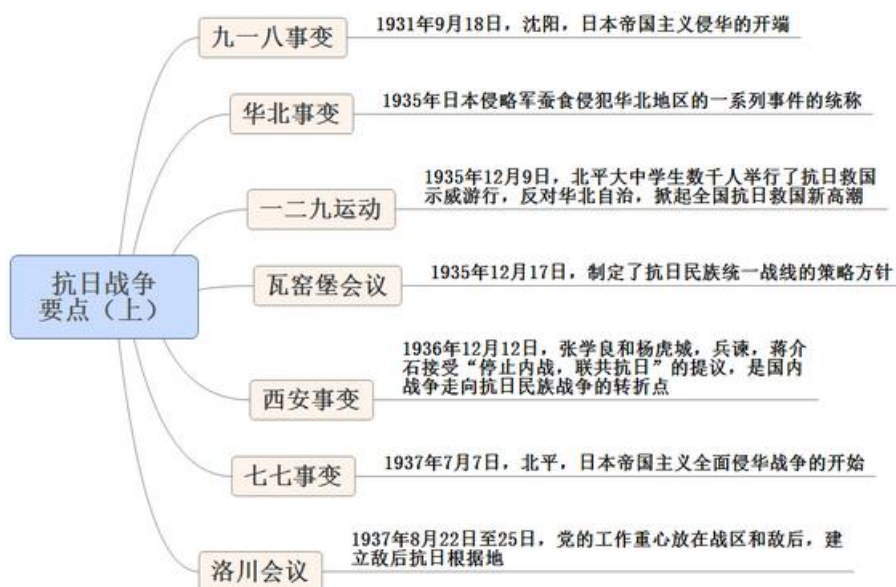 九一八事变
1931年9月18日，沈阳，日本帝国主义侵华的开端
华北事变
1935年日本侵略军蚕食侵犯华北地区的一系列事件的统称
一二九运动
1935年12月9日，北平大中学生数千人举行了抗日救国
示威游行，反对华北自治，掀起全国抗日救国新高潮
抗日战争
要点（上）
瓦窑堡会议
1935年12月17日，制定了抗日民族统一战线的策略方针
西安事变
1936年12月12日，张学良和杨虎城，兵谏，蒋介
石接受“停止内战，联共抗日”的提议，是国内
战争走向抗日民族战争的转折点
七七事变
1937年7月7日，北平，日本帝国主义全面侵华战争的开始
洛川会议
1937年8月22日至25日，党的工作重心放在战区和敌后，建
立敌后抗日根据地